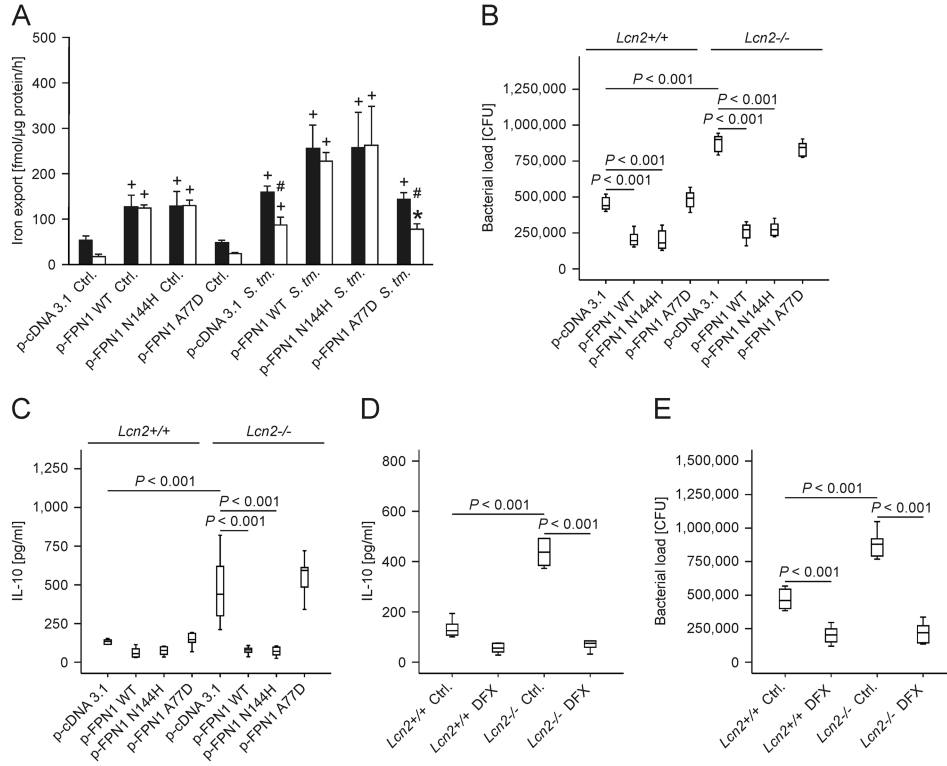 A
Iron export [fmol/µg protein/h]
500
400
300
200
100
0
+
+
+
+
+
#
+
+
+
+
+
+
#
*
p-cDNA 3.1 Ctrl.
p-FPN1 WT Ctrl.
p-FPN1 N144H Ctrl.
p-FPN1 A77D Ctrl.
p-cDNA 3.1 S. tm.
p-FPN1 WT S. tm.
p-FPN1 N144H S. tm.
p-FPN1 A77D S. tm.
B
Lcn2+/+ Lcn2-/-
Bacterial load [CFU]
1,250,000
1,000,000
750,000
500,000
250,000
0
P < 0.001
P < 0.001
P < 0.001
P < 0.001
P < 0.001
p-cDNA 3.1
p-FPN1 WT
p-FPN1 N144H
p-FPN1 A77D
p-cDNA 3.1
p-FPN1 WT
p-FPN1 N144H
p-FPN1 A77D
C
Lcn2+/+ Lcn2-/-
IL-10 [pg/ml]
1,250
1,000
750
500
250
0
P < 0.001
P < 0.001
P < 0.001
p-cDNA 3.1
p-FPN1 WT
p-FPN1 N144H
p-FPN1 A77D
p-cDNA 3.1
p-FPN1 WT
p-FPN1 N144H
p-FPN1 A77D
D
IL-10 [pg/ml]
800
600
400
200
0
P < 0.001
P < 0.001
Lcn2+/+ Ctrl.
Lcn2+/+ DFX
Lcn2-/- Ctrl.
Lcn2-/- DFX
E
Bacterial load [CFU]
1,500,000
1,250,000
1,000,000
750,000
500,000
250,000
0
P < 0.001
P < 0.001
P < 0.001
Lcn2+/+ Ctrl.
Lcn2+/+ DFX
Lcn2-/- Ctrl.
Lcn2-/- DFX